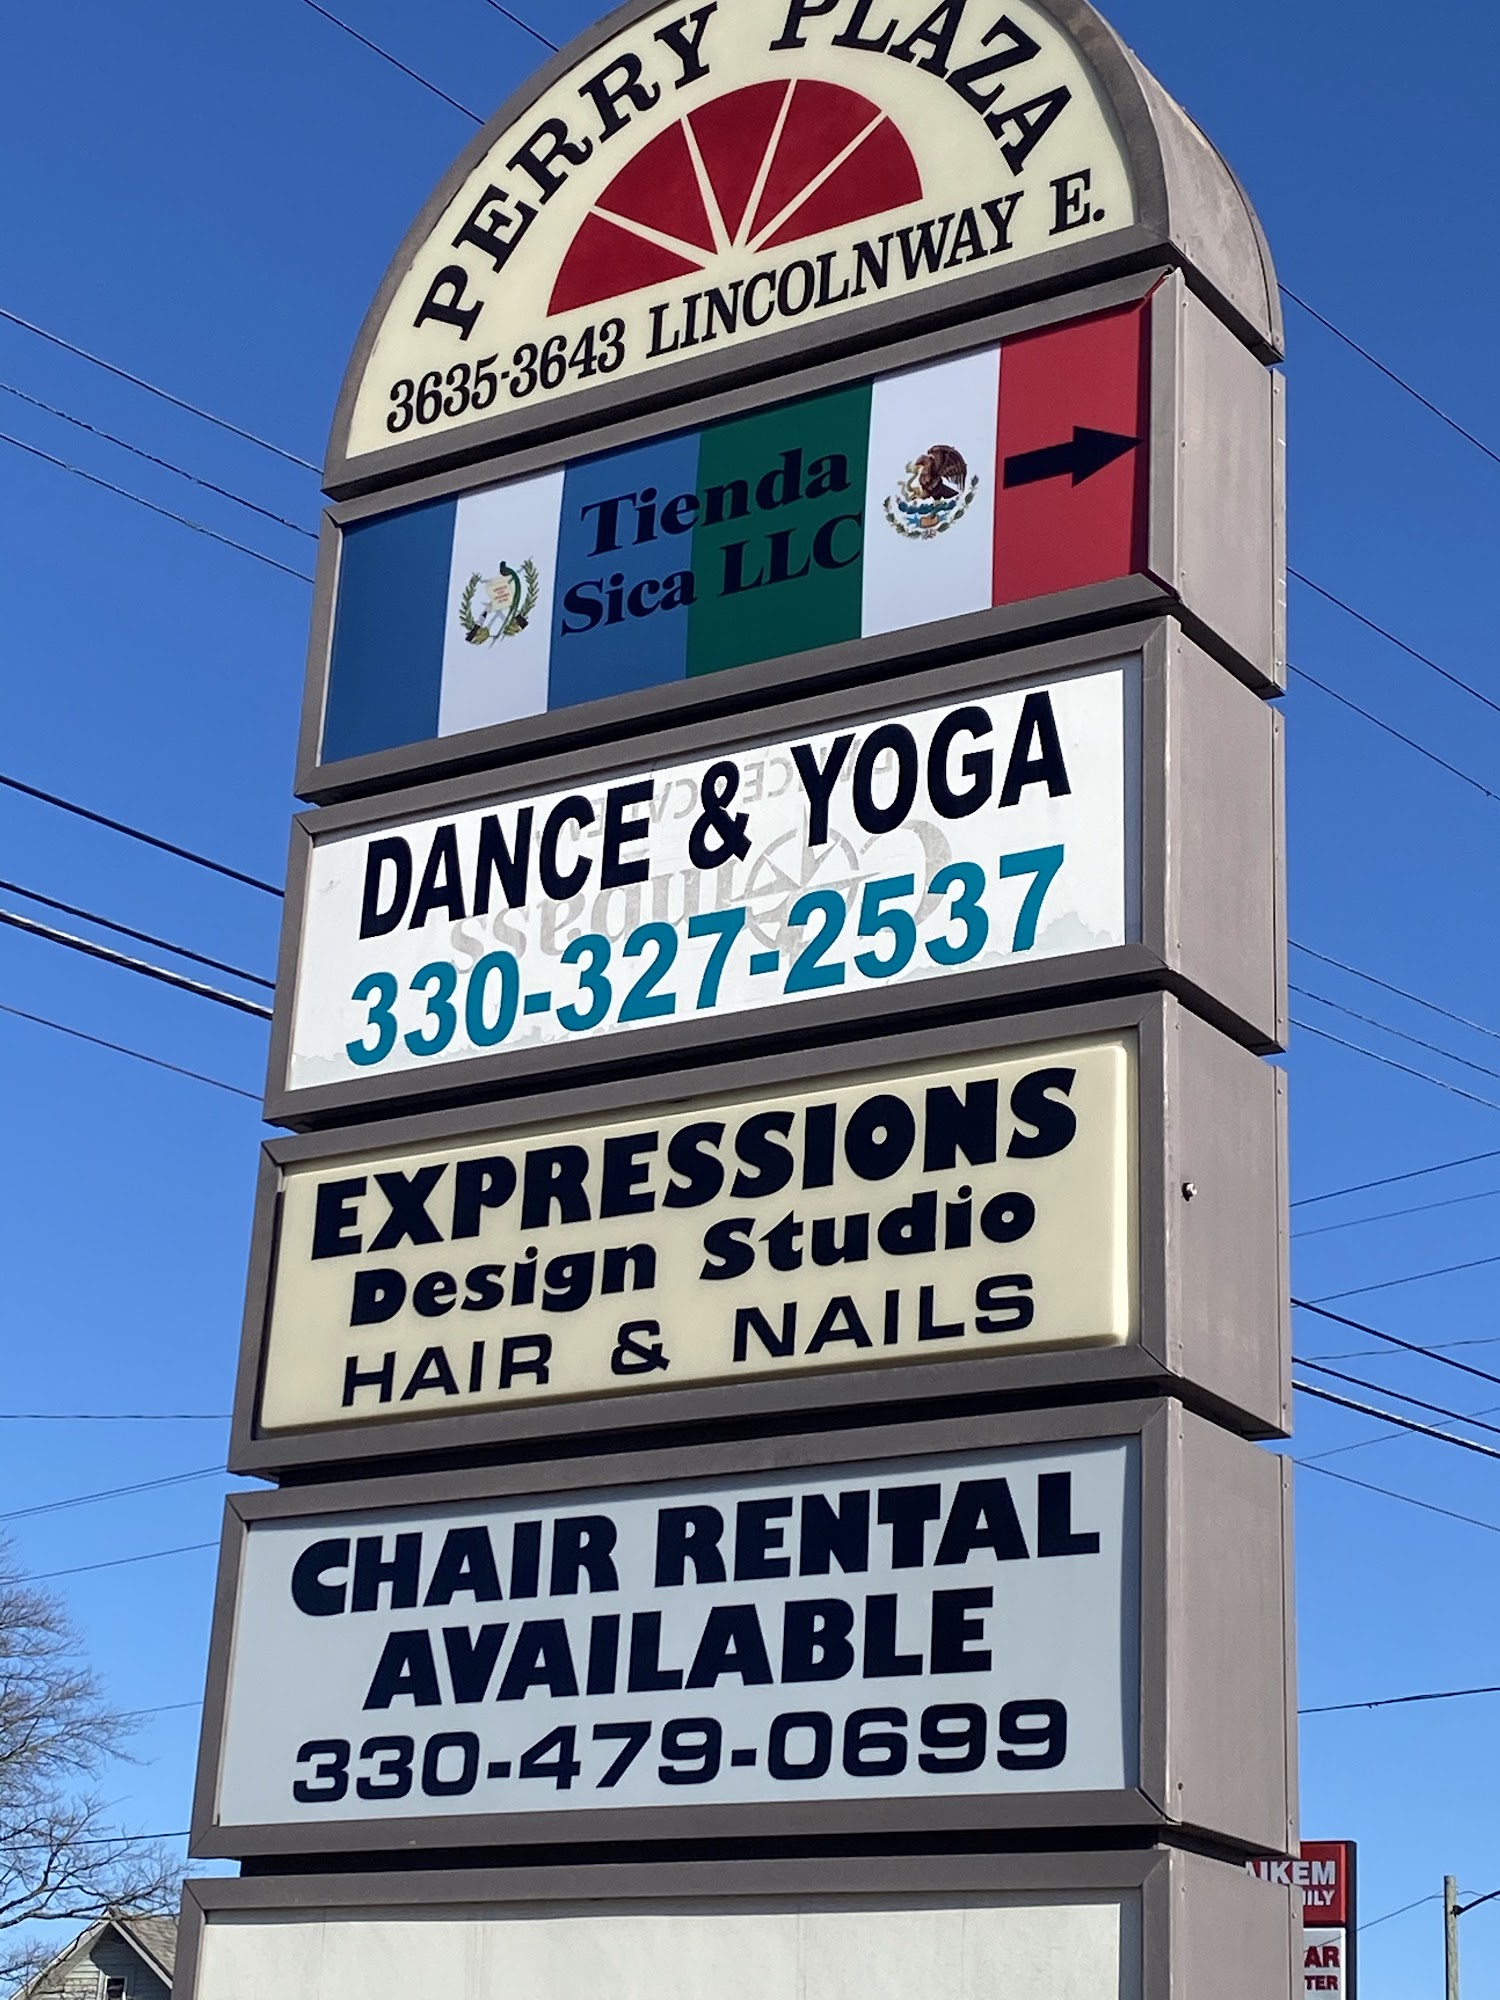 PERRY PLAZA
3635-3643 LINCOLNWAY E.
Tienda
Sica LLC
DANCE & YOGA
330-327-2537
EXPRESSIONS
Design Studio
HAIR & NAILS
CHAIR RENTAL
AVAILABLE
330-479-0699